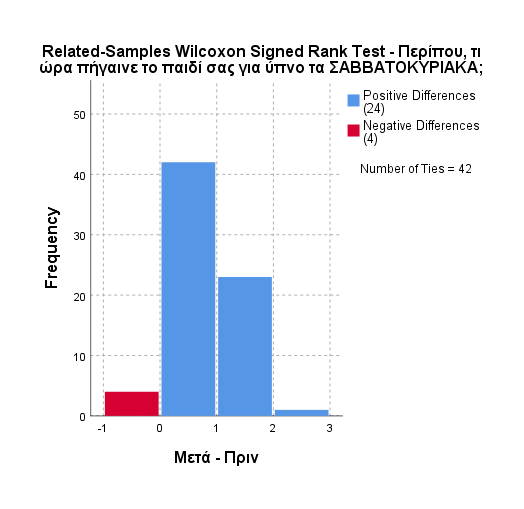 Related-Samples Wilcoxon Signed Rank Test - Περίπου, τι
ώρα πήγαινε το παιδί σας για ύπνο τα ΣΑΒΒΑΤΟΚΥΡΙΑΚΑ;
Positive Differences
(24)
Negative Differences
(4)
Number of Ties = 42
Frequency
50
40
30
20
10
0
-1 0 1 2 3
Μετά - Πριν